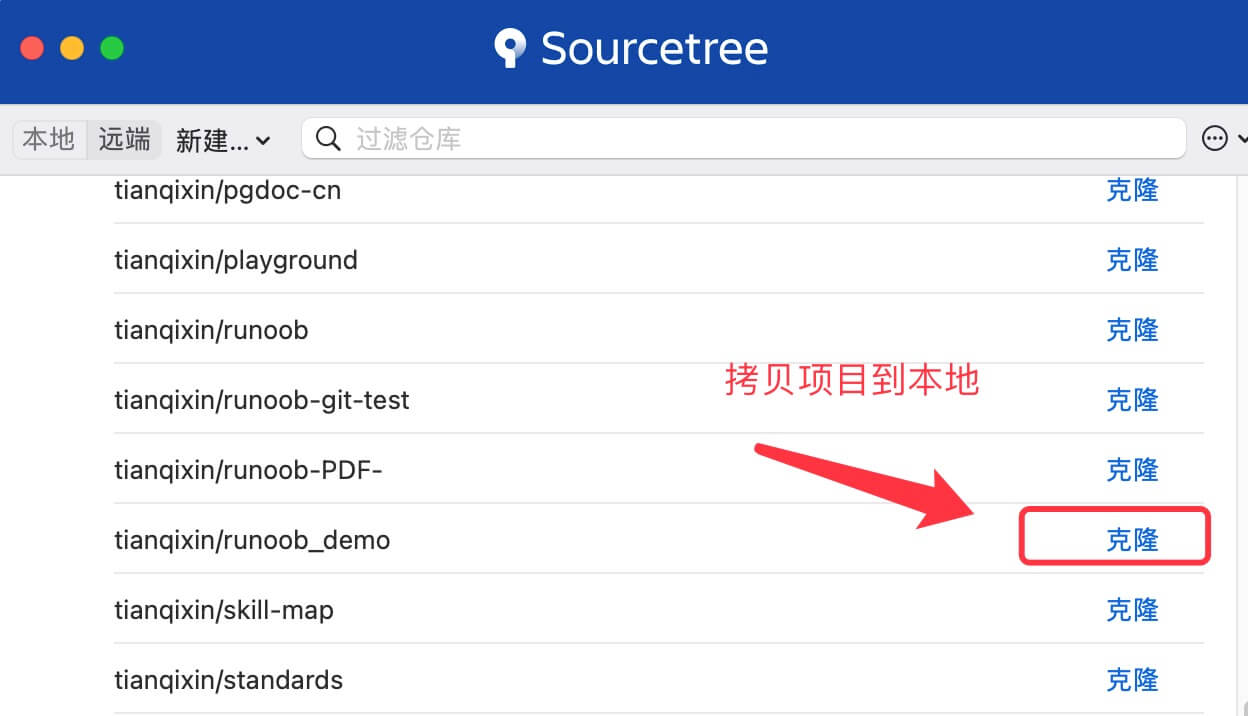 Sourcetree
本地 远端 新建... 过滤仓库
tianqixin/pgdoc-cn 克隆
tianqixin/playground 克隆
tianqixin/runoob 克隆
拷贝项目到本地
tianqixin/runoob-git-test 克隆
tianqixin/runoob-PDF- 克隆
tianqixin/runoob_demo 克隆
tianqixin/skill-map 克隆
tianqixin/standards 克隆